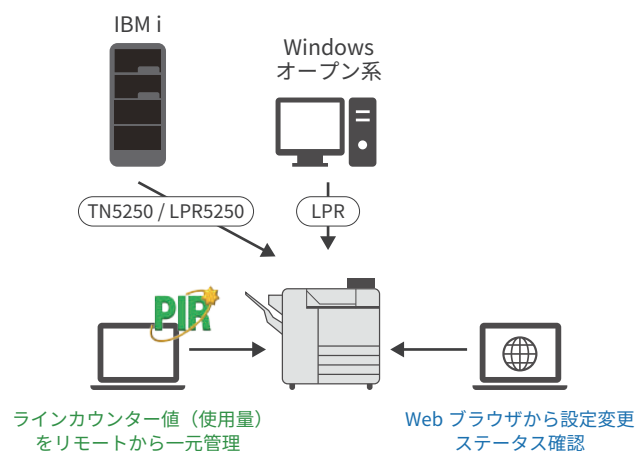 IBM i
Windows
オープン系
TN5250 / LPR5250
LPR
PIR
ラインカウンター値（使用量）
をリモートから一元管理
Web ブラウザから設定変更
ステータス確認